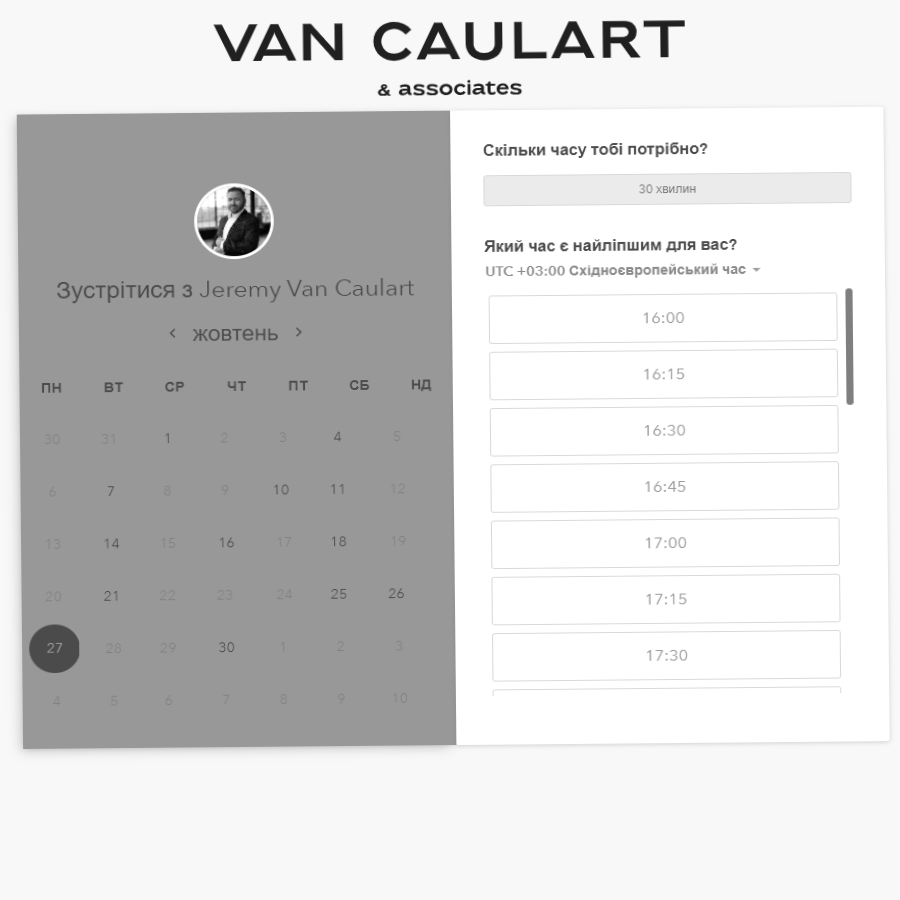 VAN CAULART
& associates
Зустрітися з Jeremy Van Caulart
жовтень
ПН ВТ СР ЧТ ПТ СБ НД
30 31 1 2 3 4 5
6 7 8 9 10 11 12
13 14 15 16 17 18 19
20 21 22 23 24 25 26
27 28 29 30 1 2 3
4 5 6 7 8 9 10
Скільки часу тобі потрібно?
30 хвилин
Який час є найліпшим для вас?
UTC +03:00 Східноєвропейський час
16:00
16:15
16:30
16:45
17:00
17:15
17:30